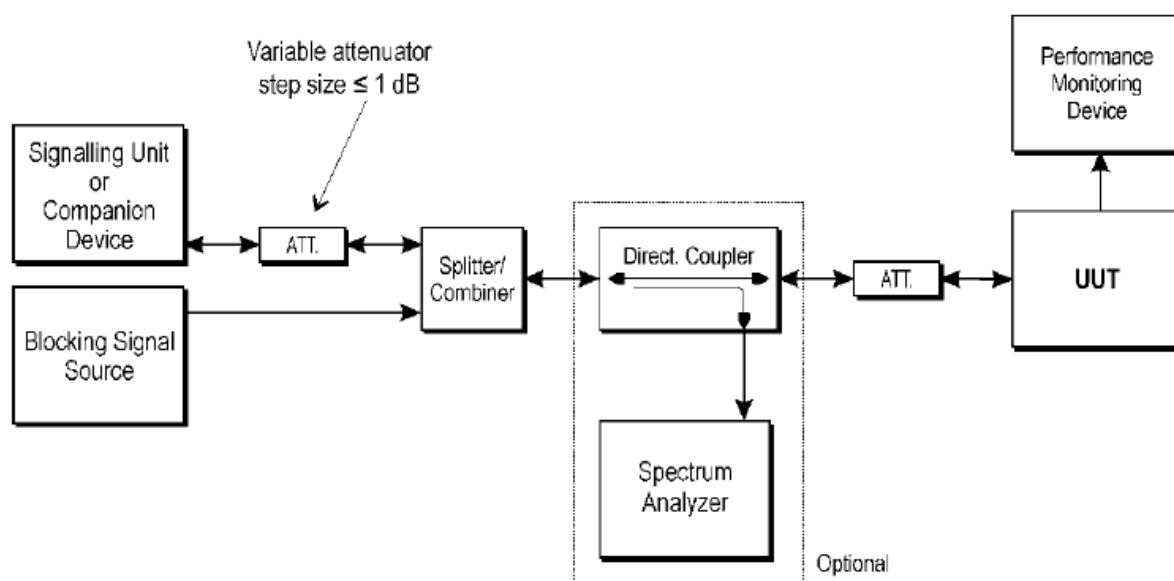 Variable attenuator
step size ≤ 1 dB
Performance
Monitoring
Device
Signalling Unit
or
Companion
Device
ATT.
Splitter/
Combiner
Direct. Coupler
ATT.
UUT
Blocking Signal
Source
Spectrum
Analyzer
Optional